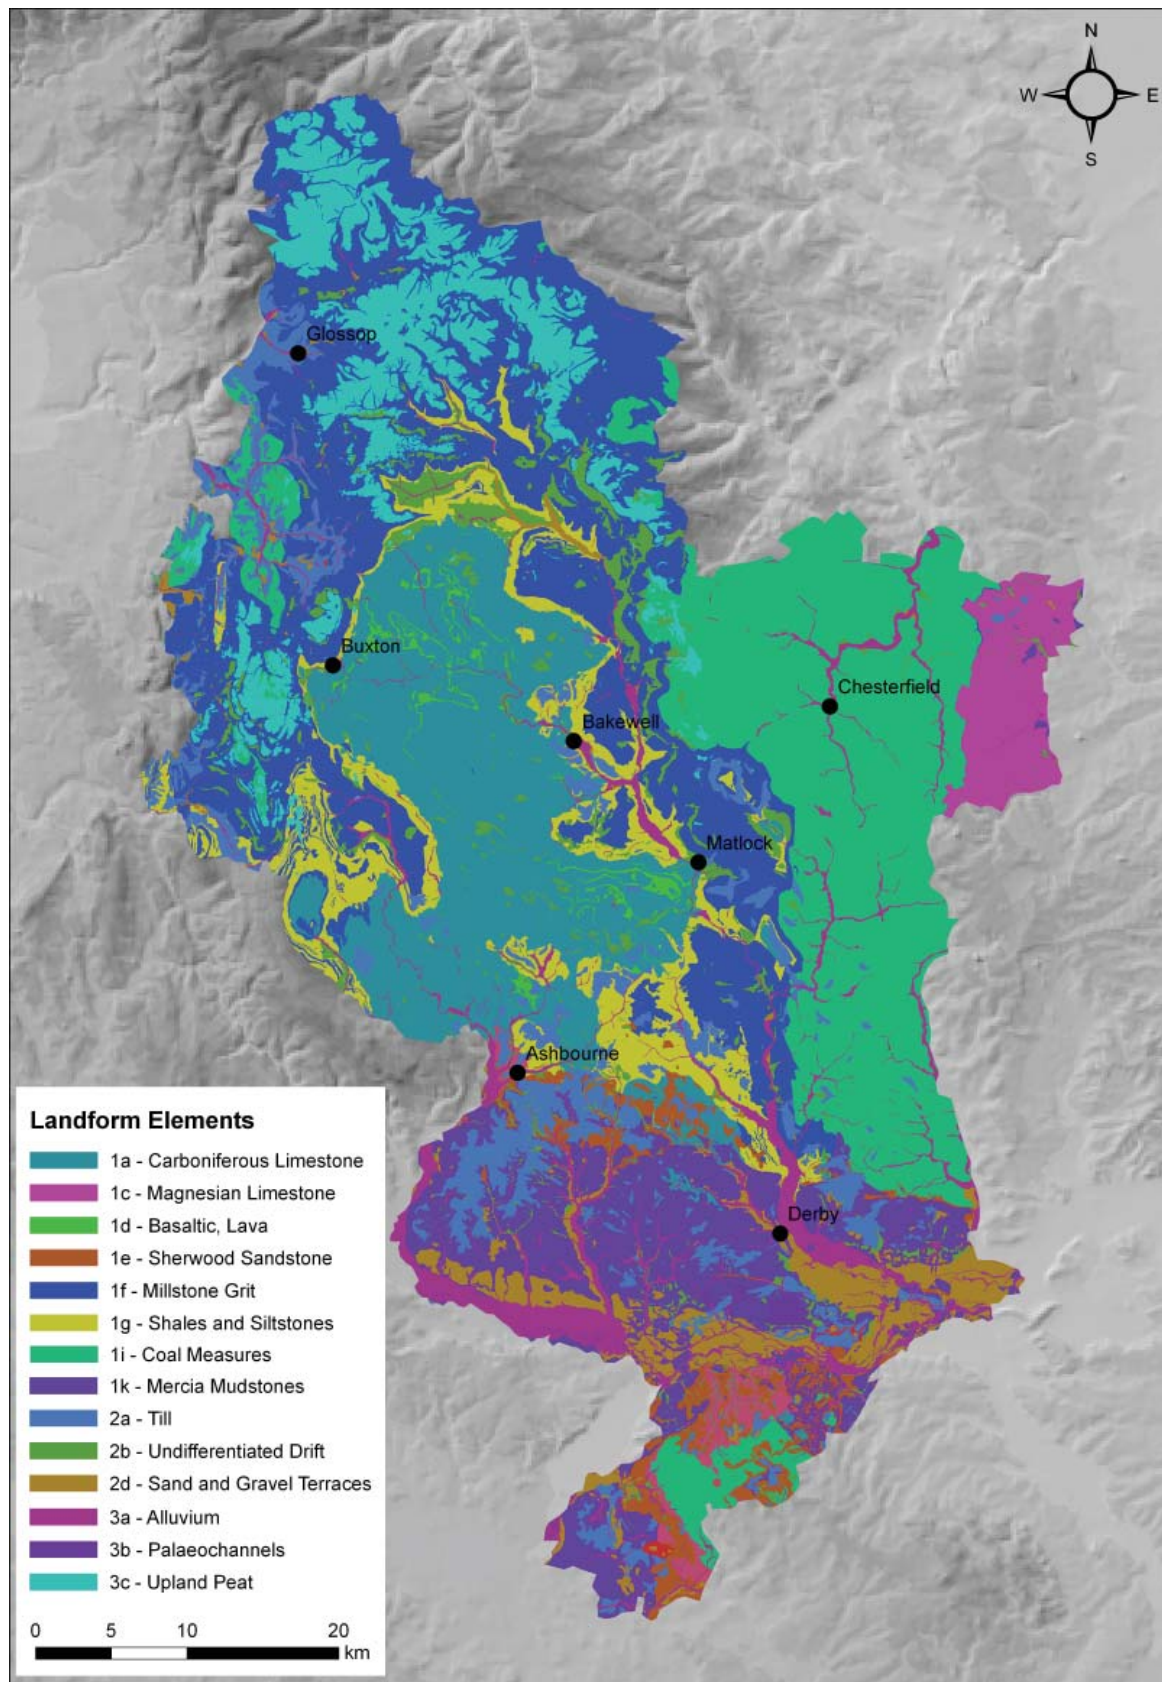 N
W E
S
Glossop
Buxton
Chesterfield
Bakewell
Matlock
Ashbourne
Derby
Landform Elements
1a - Carboniferous Limestone
1c - Magnesian Limestone
1d - Basaltic, Lava
1e - Sherwood Sandstone
1f - Millstone Grit
1g - Shales and Siltstones
1i - Coal Measures
1k - Mercia Mudstones
2a - Till
2b - Undifferentiated Drift
2d - Sand and Gravel Terraces
3a - Alluvium
3b - Palaeochannels
3c - Upland Peat
0 5 10 20
km